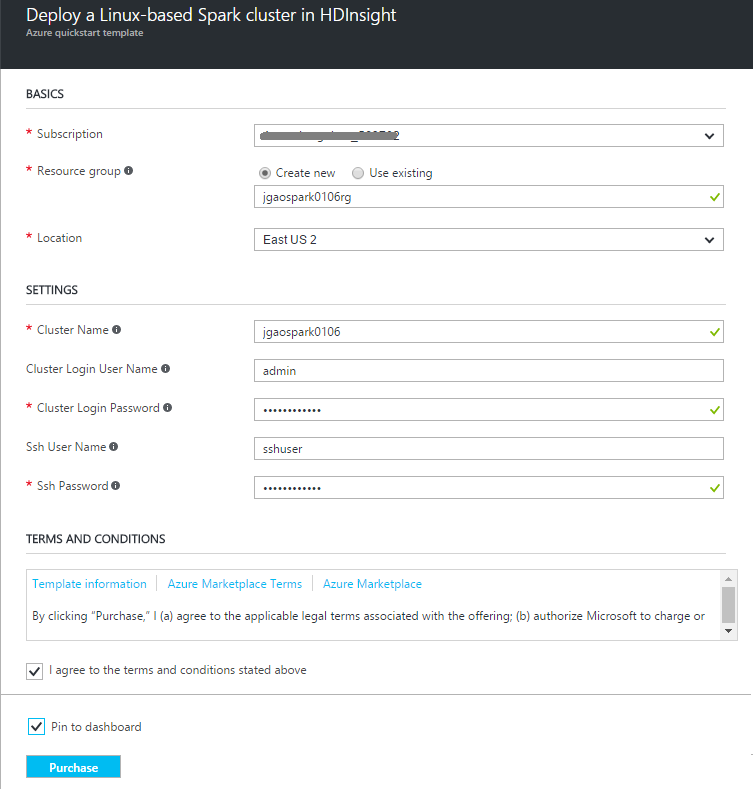 Deploy a Linux-based Spark cluster in HDInsight
Azure quickstart template
BASICS
* Subscription
* Resource group
Create new
Use existing
jgaospark0106rg
* Location
East US 2
SETTINGS
* Cluster Name
jgaospark0106
Cluster Login User Name
admin
* Cluster Login Password
••••••••••••
Ssh User Name
sshuser
* Ssh Password
••••••••••••
TERMS AND CONDITIONS
Template information
Azure Marketplace Terms
Azure Marketplace
By clicking “Purchase,” I (a) agree to the applicable legal terms associated with the offering; (b) authorize Microsoft to charge or
I agree to the terms and conditions stated above
Pin to dashboard
Purchase